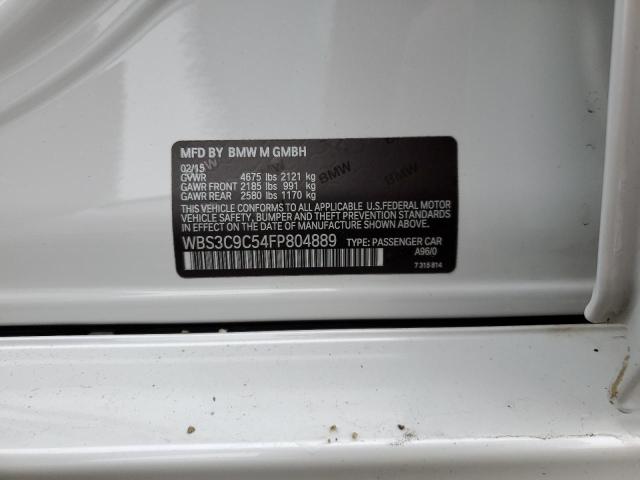 MFD BY BMW M GMBH
02/15
GVWR 4675 lbs 2121 kg
GAWR FRONT 2185 lbs 991 kg
GAWR REAR 2580 lbs 1170 kg
THIS VEHICLE CONFORMS TO ALL APPLICABLE U.S.FEDERAL MOTOR
VEHICLE SAFETY, BUMPER, AND THEFT PREVENTION STANDARDS IN
EFFECT ON THE DATE OF MANUFACTURE SHOWN ABOVE.
WBS3C9C54FP804889 TYPE: PASSENGER CAR
A96/0
7 315 814
BMW
BMW